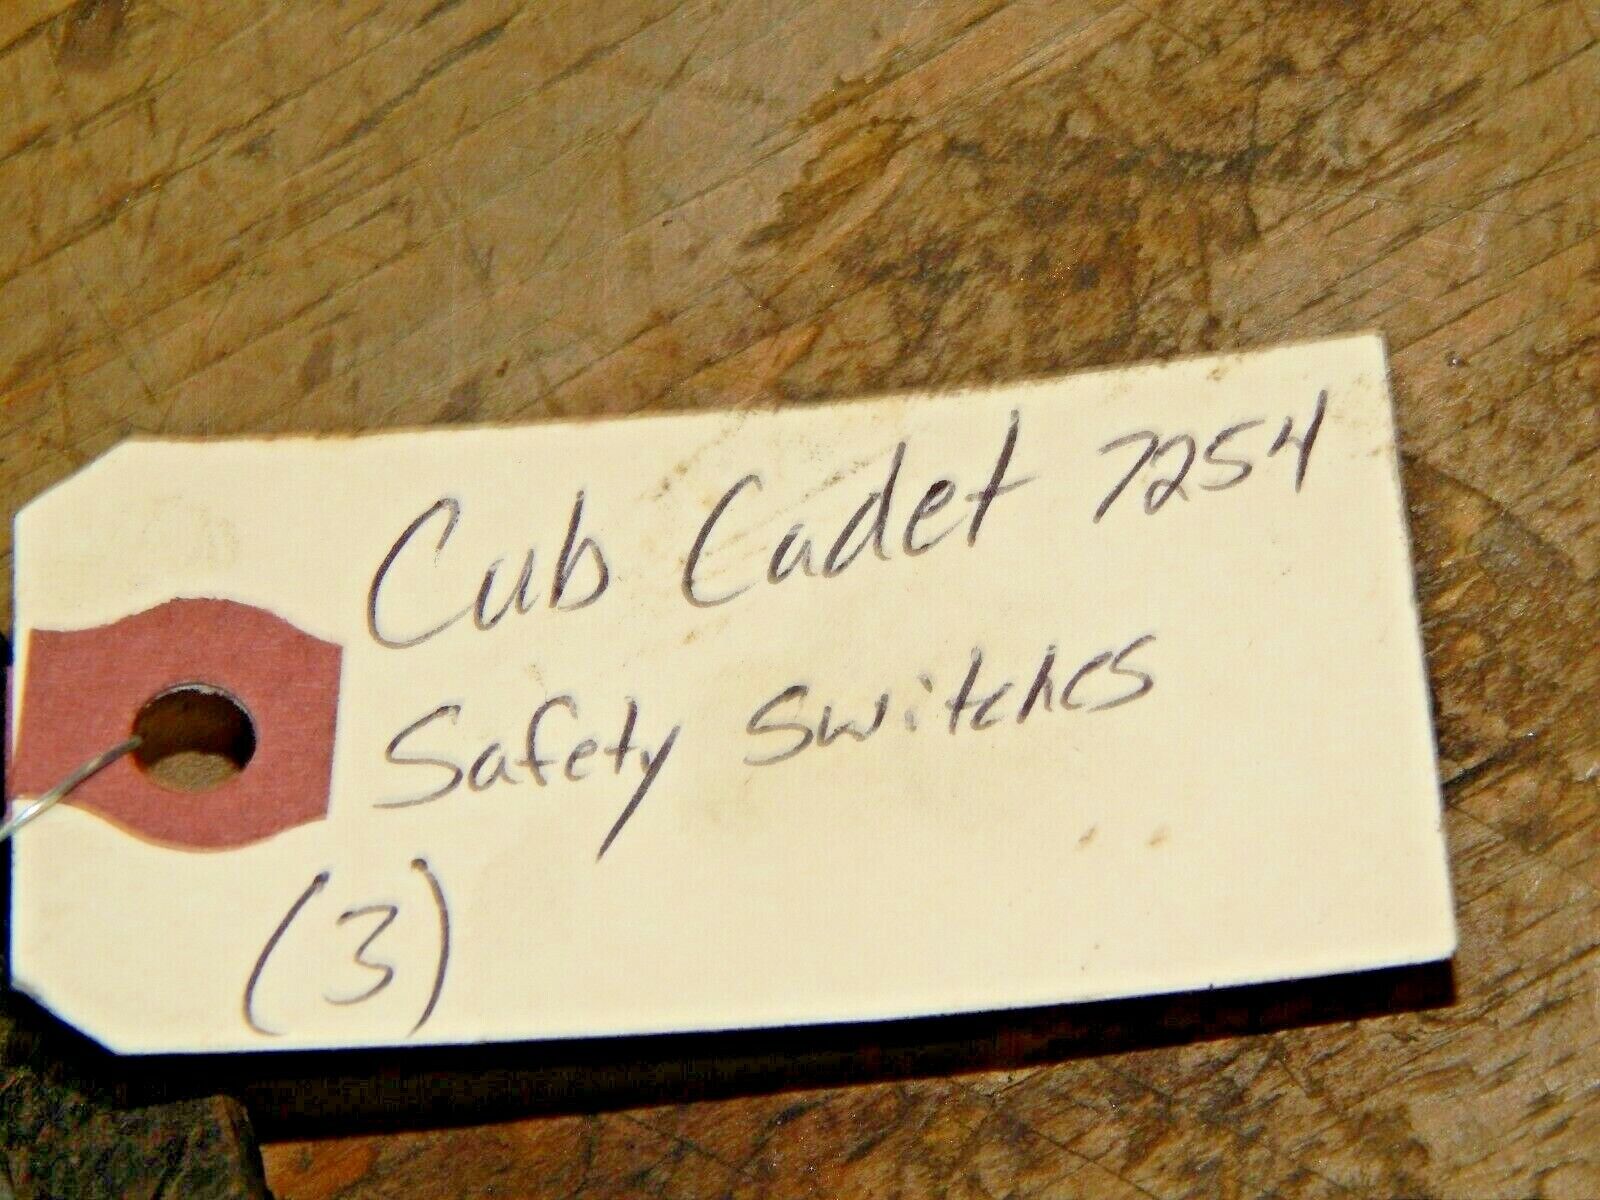 Cub Cadet 7254
Safety Switches
(3)